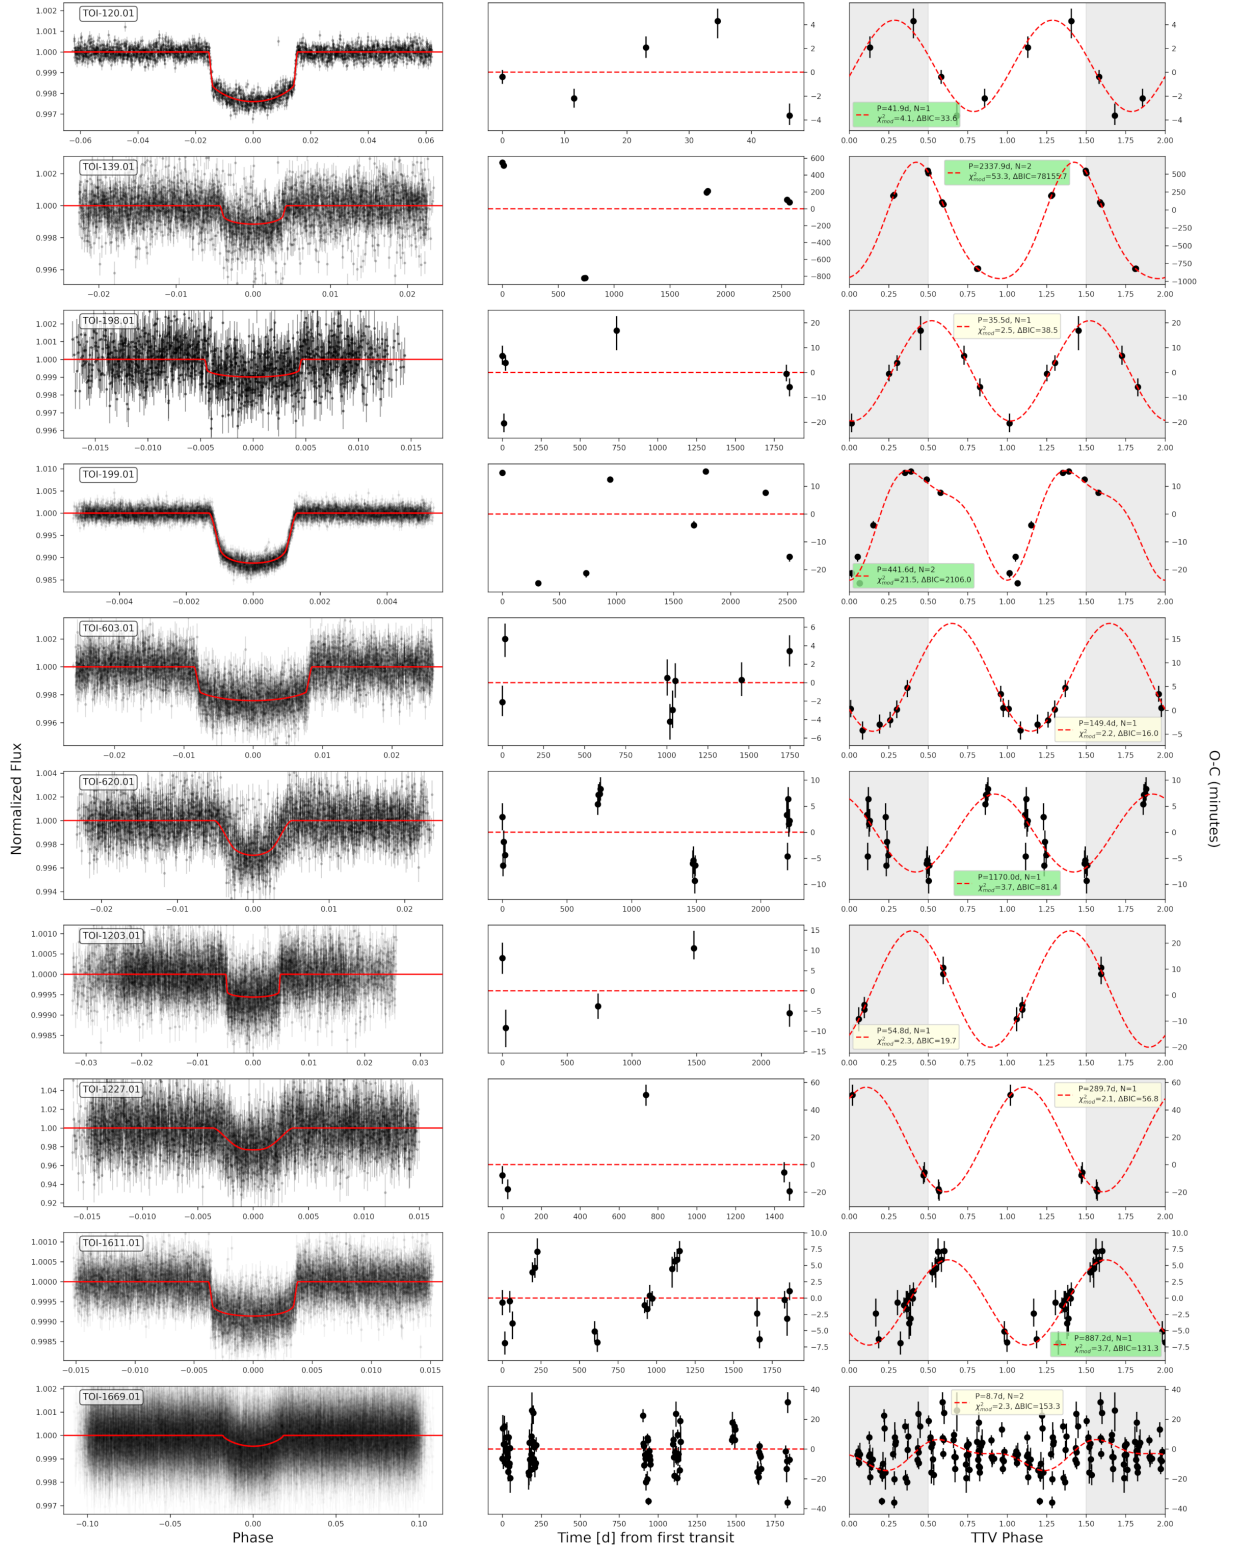 TOI-120.01
P=41.9d, N=1
χ²mod=4.1, ΔBIC=33.6
TOI-139.01
P=2337.9d, N=2
χ²mod=53.3, ΔBIC=78155.7
TOI-198.01
P=35.5d, N=1
χ²mod=2.5, ΔBIC=38.5
TOI-199.01
P=441.6d, N=2
χ²mod=21.5, ΔBIC=2106.0
TOI-603.01
P=149.4d, N=1
χ²mod=2.2, ΔBIC=16.0
TOI-620.01
P=1170.0d, N=1
χ²mod=3.7, ΔBIC=81.4
TOI-1203.01
P=54.8d, N=1
χ²mod=2.3, ΔBIC=19.7
TOI-1227.01
P=289.7d, N=1
χ²mod=2.1, ΔBIC=56.8
TOI-1611.01
P=887.2d, N=1
χ²mod=3.7, ΔBIC=131.3
TOI-1669.01
P=8.7d, N=2
χ²mod=2.3, ΔBIC=153.3
Normalized Flux
O-C (minutes)
Phase
Time [d] from first transit
TTV Phase